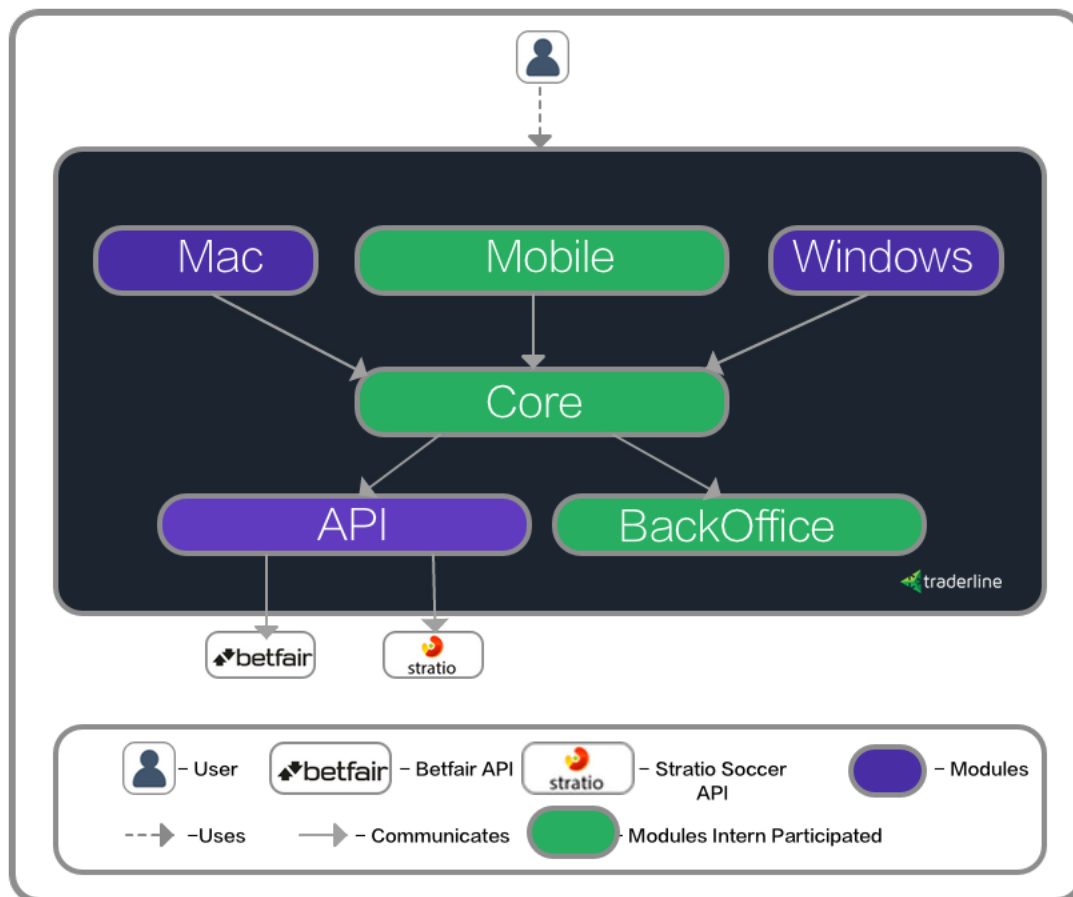 Mac
Mobile
Windows
Core
API
BackOffice
traderline
betfair
stratio
- User
betfair
- Betfair API
stratio
- Stratio Soccer
API
- Modules
-Uses
- Communicates
- Modules Intern Participated